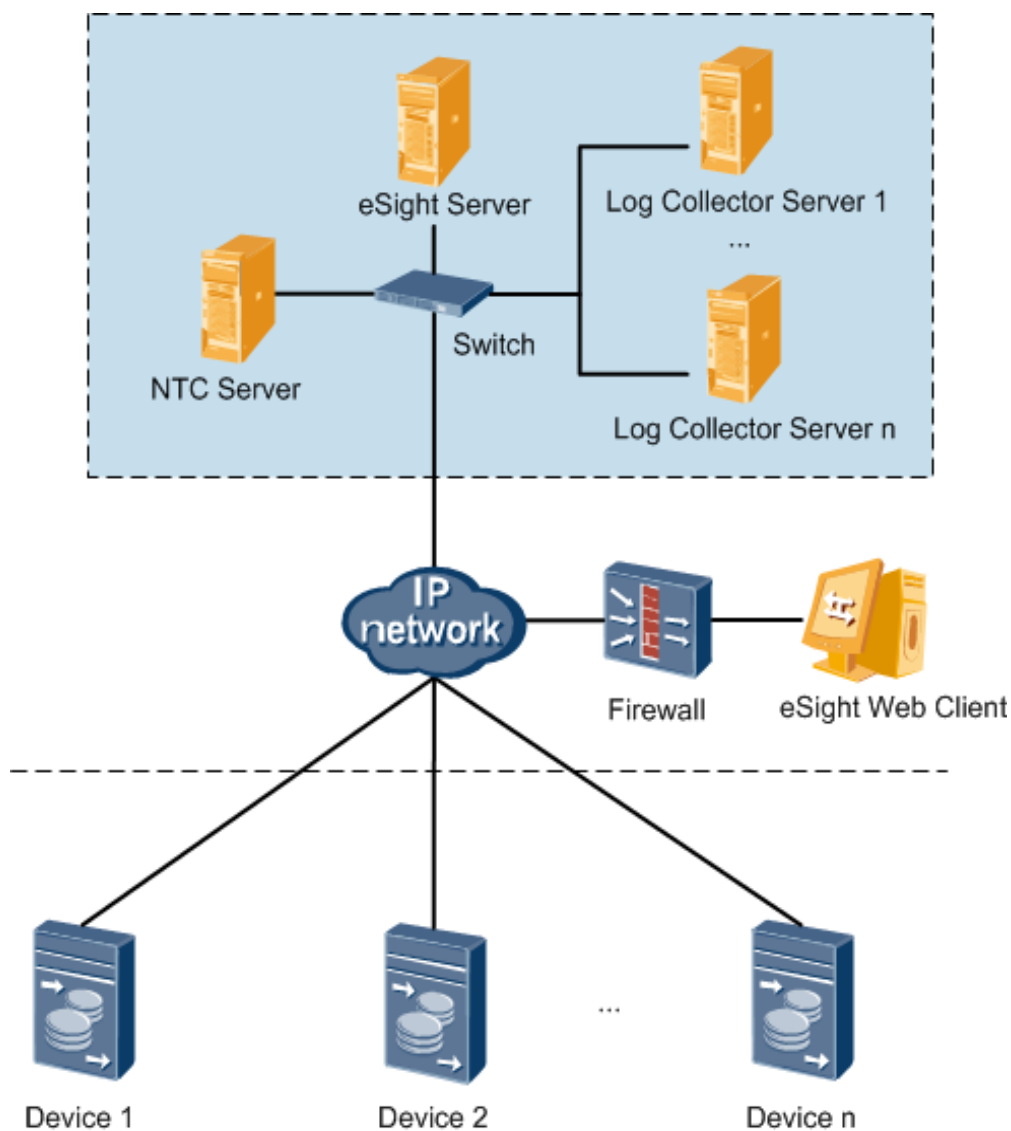 eSight Server
Log Collector Server 1
...
NTC Server
Switch
Log Collector Server n
IP
network
Firewall
eSight Web Client
...
Device 1
Device 2
Device n